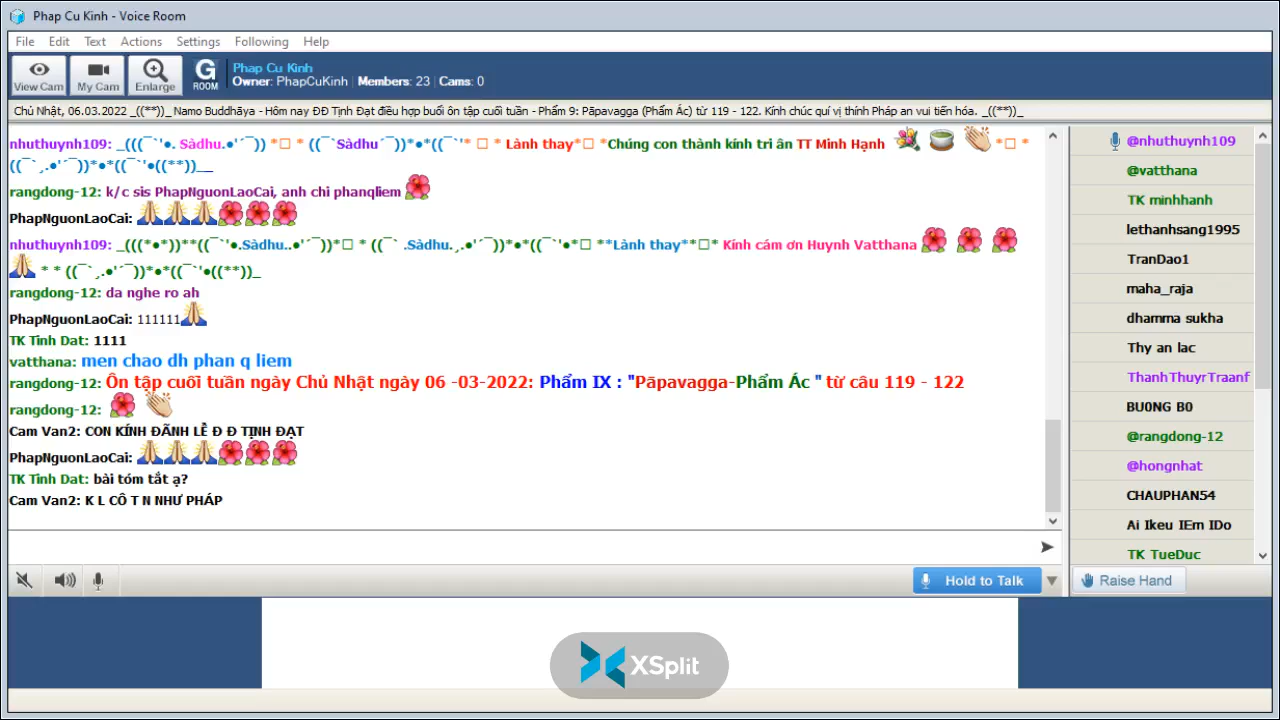 Phap Cu Kinh - Voice Room
File Edit Text Actions Settings Following Help
View Cam My Cam Enlarge G ROOM
Phap Cu Kinh
Owner: PhapCuKinh | Members: 23 | Cams: 0
Chủ Nhật, 06.03.2022 _((**))_ Namo Buddhāya - Hôm nay ĐĐ Tịnh Đạt điều hợp buổi ôn tập cuối tuần - Phẩm 9: Pāpavagga (Phẩm Ác) từ 119 - 122. Kính chúc quí vị thính Pháp an vui tiến hóa. _((**))_
nhuthuynh109: _(((¯`'●. Sàdhu.●'´¯)) *□ * ((¯`Sàdhu´¯))*●*((¯`'* □ * Lành thay*□ *Chúng con thành kính tri ân TT Minh Hạnh *□ *
((¯`¸.●'´¯))*●*((¯`'●((**))__
rangdong-12: k/c sis PhapNguonLaoCai, anh chi phanqliem
PhapNguonLaoCai:
nhuthuynh109: _(((*●*))**((¯`'●.Sàdhu..●'´¯))*□ * ((¯` .Sàdhu.¸.●'´¯))*●*((¯`'●*□ **Lành thay**□* Kính cám ơn Huynh Vatthana
* * ((¯`¸.●'´¯))*●*((¯`'●((**))_
rangdong-12: da nghe ro ah
PhapNguonLaoCai: 111111
TK Tinh Dat: 1111
vatthana: men chao dh phan q liem
rangdong-12: Ôn tập cuối tuần ngày Chủ Nhật ngày 06 -03-2022: Phẩm IX : "Pāpavagga-Phẩm Ác " từ câu 119 - 122
rangdong-12:
Cam Van2: CON KÍNH ĐÃNH LỄ Đ Đ TỊNH ĐẠT
PhapNguonLaoCai:
TK Tinh Dat: bài tóm tắt ạ?
Cam Van2: K L CÔ T N NHƯ PHÁP
@nhuthuynh109
@vatthana
TK minhhanh
lethanhsang1995
TranDao1
maha_raja
dhamma sukha
Thy an lac
ThanhThuyrTraanf
BU0NG B0
@rangdong-12
@hongnhat
CHAUPHAN54
Ai Ikeu IEm IDo
TK TueDuc
Hold to Talk
Raise Hand
XSplit